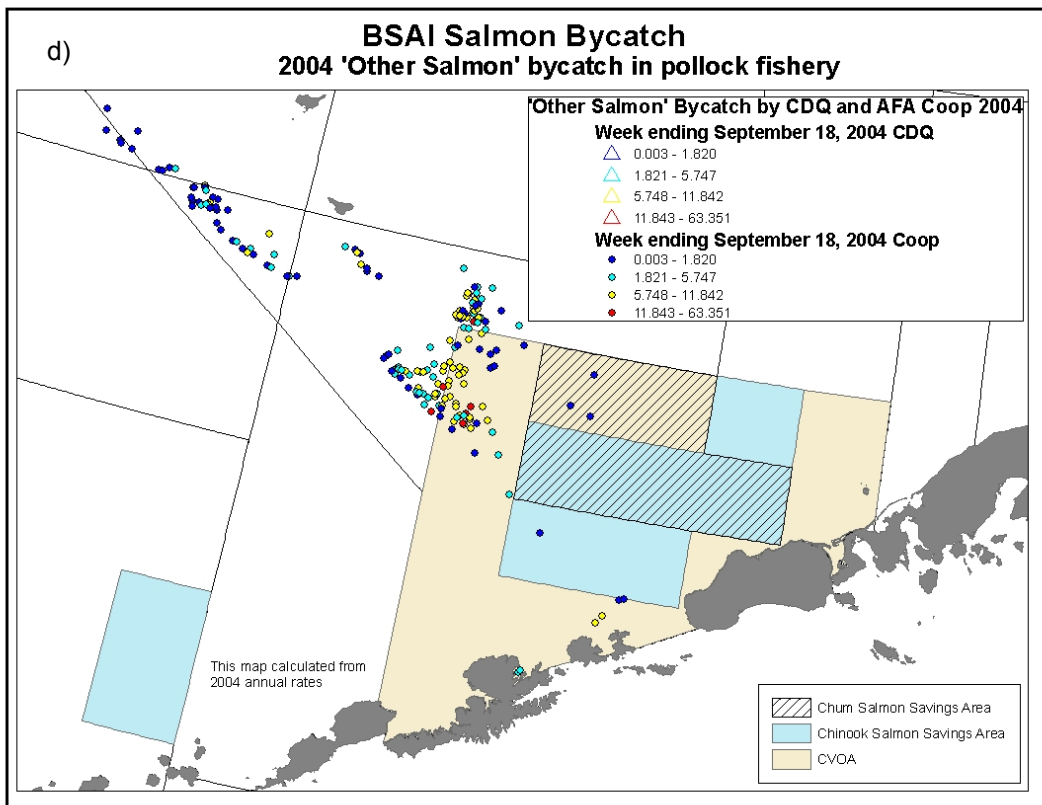 d)
BSAI Salmon Bycatch
2004 'Other Salmon' bycatch in pollock fishery
'Other Salmon' Bycatch by CDQ and AFA Coop 2004
Week ending September 18, 2004 CDQ
0.003 - 1.820
1.821 - 5.747
5.748 - 11.842
11.843 - 63.351
Week ending September 18, 2004 Coop
0.003 - 1.820
1.821 - 5.747
5.748 - 11.842
11.843 - 63.351
This map calculated from
2004 annual rates
Chum Salmon Savings Area
Chinook Salmon Savings Area
CVOA